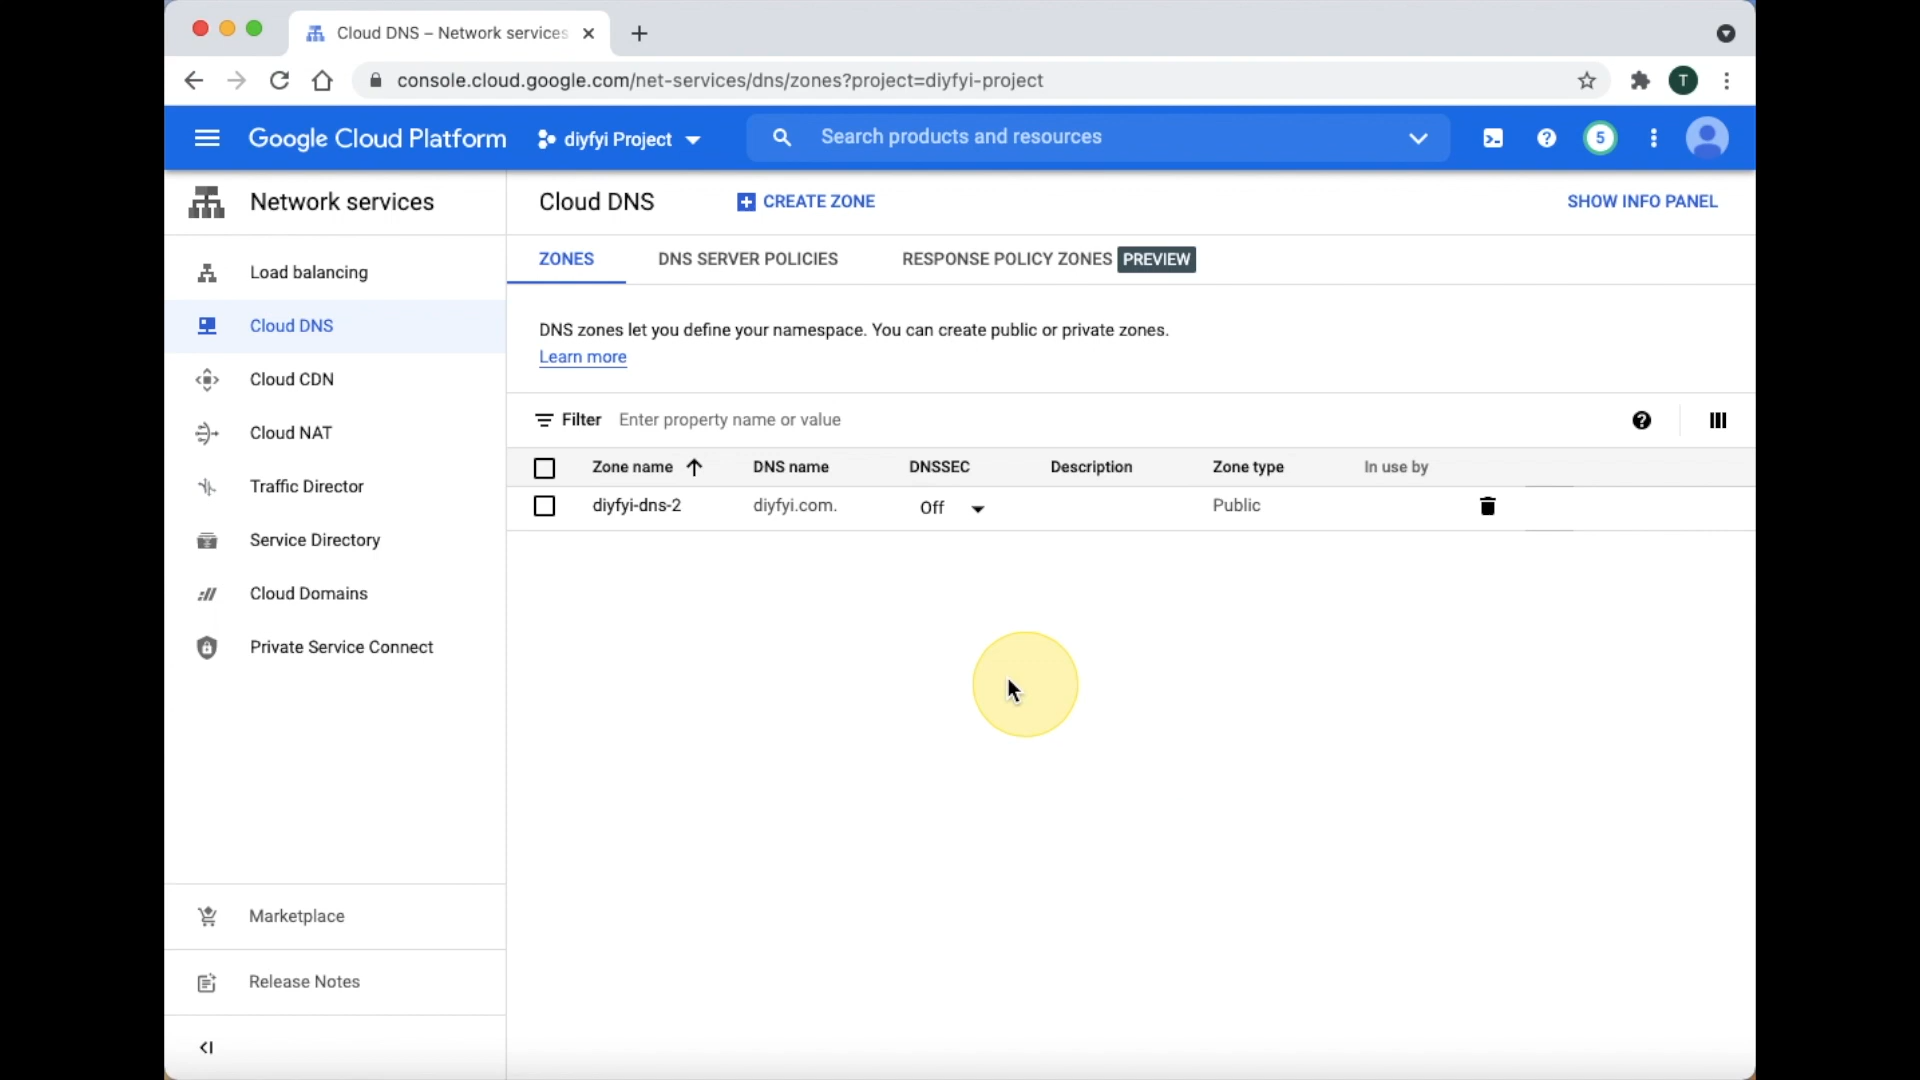 Cloud DNS – Network services
console.cloud.google.com/net-services/dns/zones?project=diyfyi-project
T
Google Cloud Platform
diyfyi Project
Search products and resources
5
Network services
Cloud DNS
CREATE ZONE
SHOW INFO PANEL
Load balancing
Cloud DNS
Cloud CDN
Cloud NAT
Traffic Director
Service Directory
Cloud Domains
Private Service Connect
Marketplace
Release Notes
ZONES
DNS SERVER POLICIES
RESPONSE POLICY ZONES PREVIEW
DNS zones let you define your namespace. You can create public or private zones.
Learn more
Filter Enter property name or value
Zone name DNS name DNSSEC Description Zone type In use by
diyfyi-dns-2 diyfyi.com. Off Public